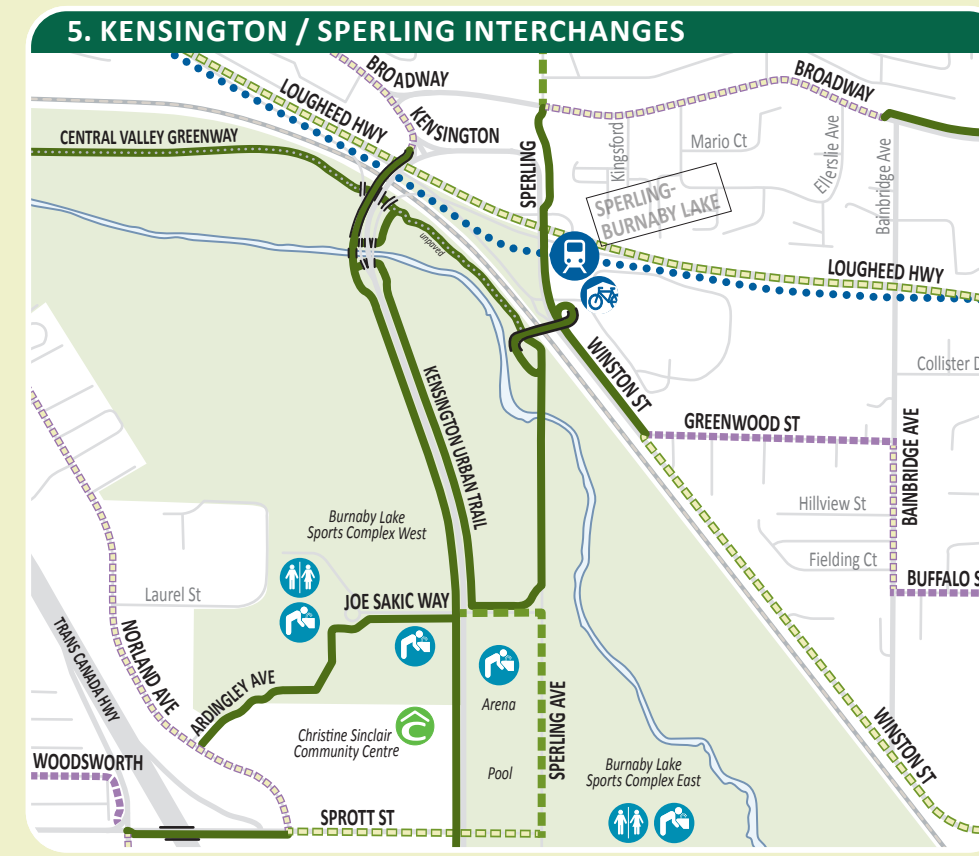 5. KENSINGTON / SPERLING INTERCHANGES
BROADWAY
LOUGHEED HWY
KENSINGTON
CENTRAL VALLEY GREENWAY
SPERLING
Kingsford
Mario Ct
BROADWAY
Ellerslie Ave
Bainbridge Ave
SPERLING-
BURNABY LAKE
unpaved
LOUGHEED HWY
WINSTON ST
Collister D
KENSINGTON URBAN TRAIL
GREENWOOD ST
BAINBRIDGE AVE
Hillview St
Fielding Ct
BUFFALO S
Burnaby Lake
Sports Complex West
Laurel St
JOE SAKIC WAY
TRANS CANADA HWY
NORLAND AVE
ARDINGLEY AVE
Arena
SPERLING AVE
WINSTON ST
Christine Sinclair
Community Centre
Pool
Burnaby Lake
Sports Complex East
WOODSWORTH
SPROTT ST